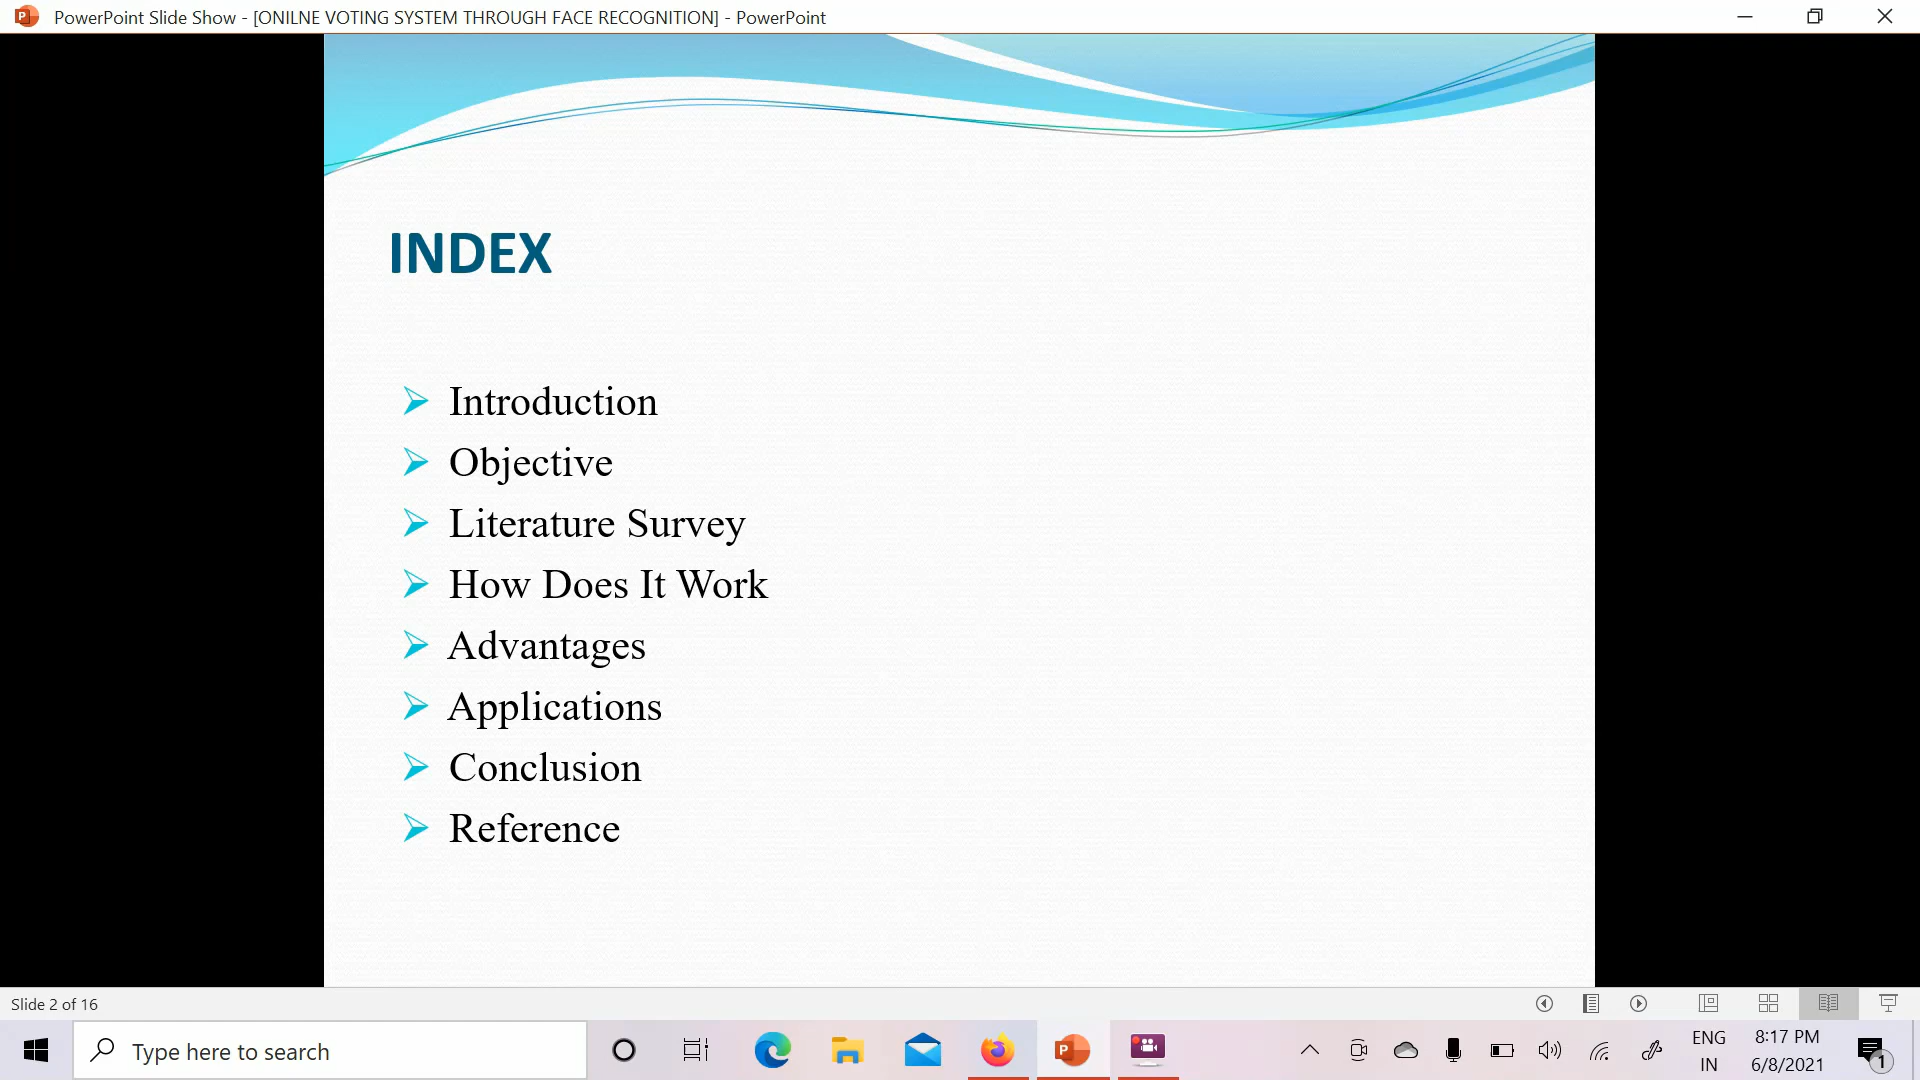 PowerPoint Slide Show - [ONILNE VOTING SYSTEM THROUGH FACE RECOGNITION] - PowerPoint
INDEX
Introduction
Objective
Literature Survey
How Does It Work
Advantages
Applications
Conclusion
Reference
Slide 2 of 16
Type here to search
ENG
IN
8:17 PM
6/8/2021
1